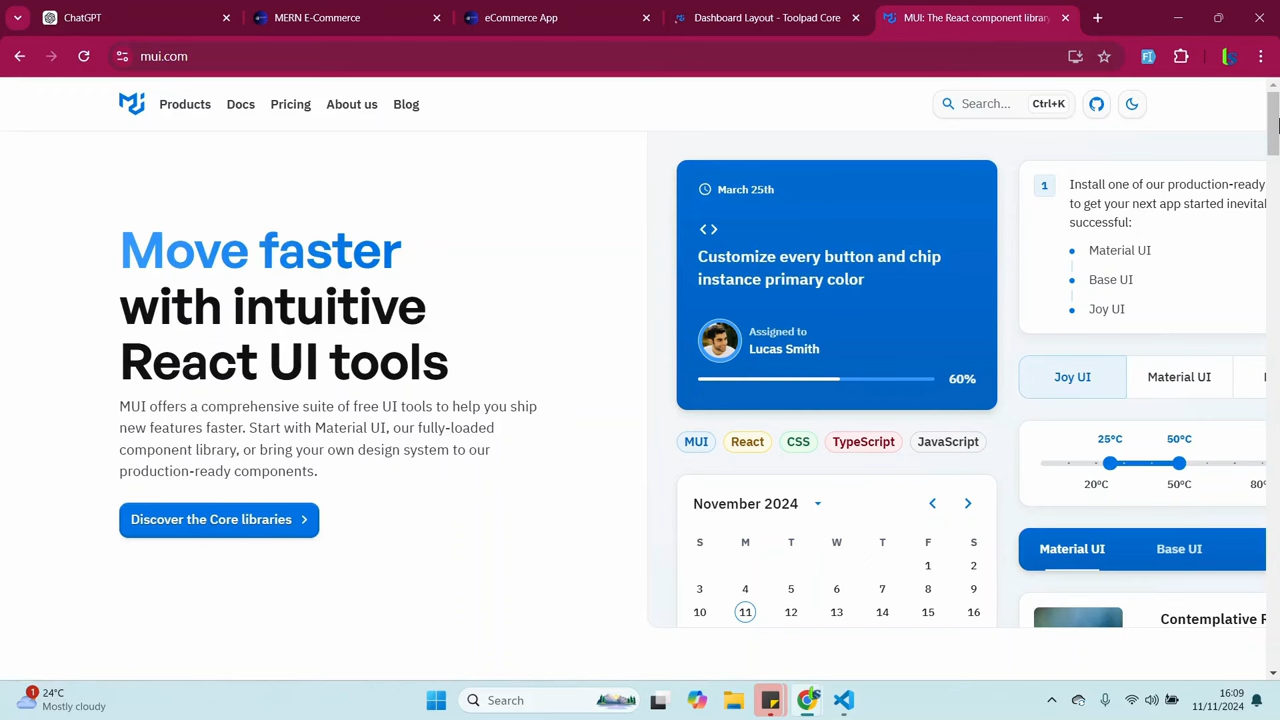 ChatGPT
MERN E-Commerce
eCommerce App
Dashboard Layout - Toolpad Core
MUI: The React component library
mui.com
Products
Docs
Pricing
About us
Blog
Search...
Ctrl+K
Move faster
with intuitive
React UI tools
MUI offers a comprehensive suite of free UI tools to help you ship
new features faster. Start with Material UI, our fully-loaded
component library, or bring your own design system to our
production-ready components.
Discover the Core libraries
March 25th
Customize every button and chip
instance primary color
Assigned to
Lucas Smith
60%
MUI
React
CSS
TypeScript
JavaScript
November 2024
S M T W T F S
1 2
3 4 5 6 7 8 9
10 11 12 13 14 15 16
1
Install one of our production-ready
to get your next app started inevitab
successful:
Material UI
Base UI
Joy UI
Joy UI
Material UI
25°C
50°C
20°C
50°C
80°
Material UI
Base UI
Contemplative
1
24°C
Mostly cloudy
Search
16:09
11/11/2024